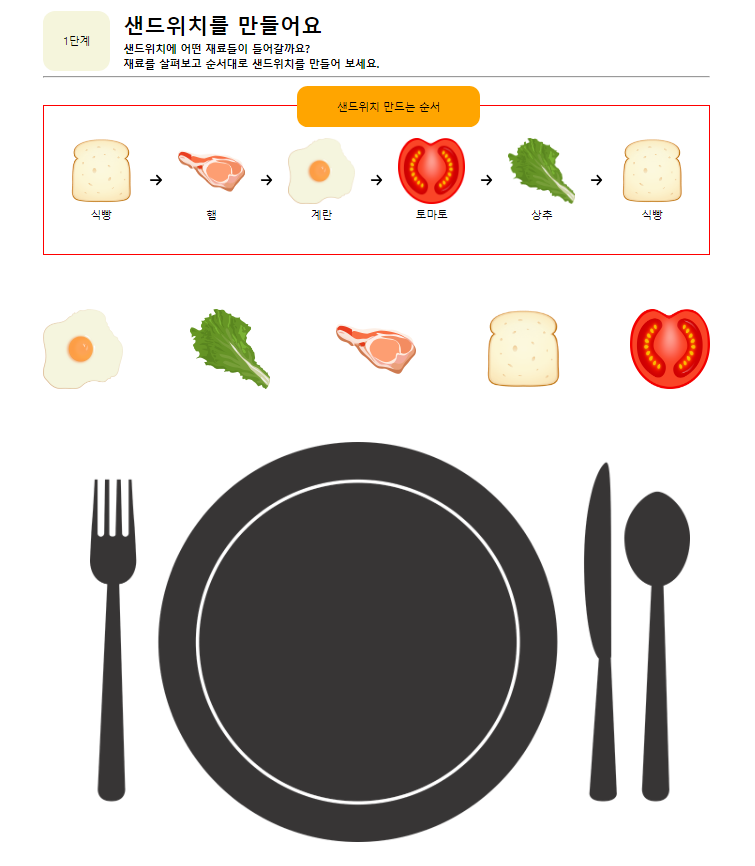 1단계
샌드위치를 만들어요
샌드위치에 어떤 재료들이 들어갈까요?
재료를 살펴보고 순서대로 샌드위치를 만들어 보세요.
샌드위치 만드는 순서
식빵
햄
계란
토마토
상추
식빵